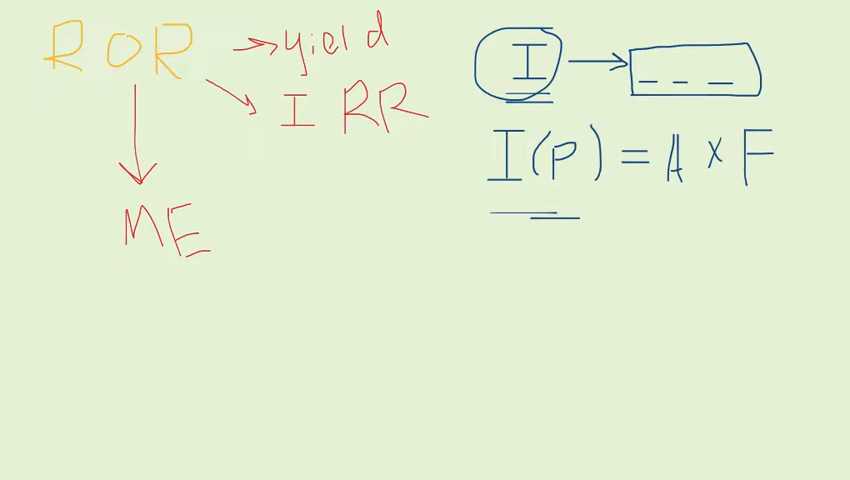 ROR → yield
IRR
ME
I → _ _ _
I(P) = A × F